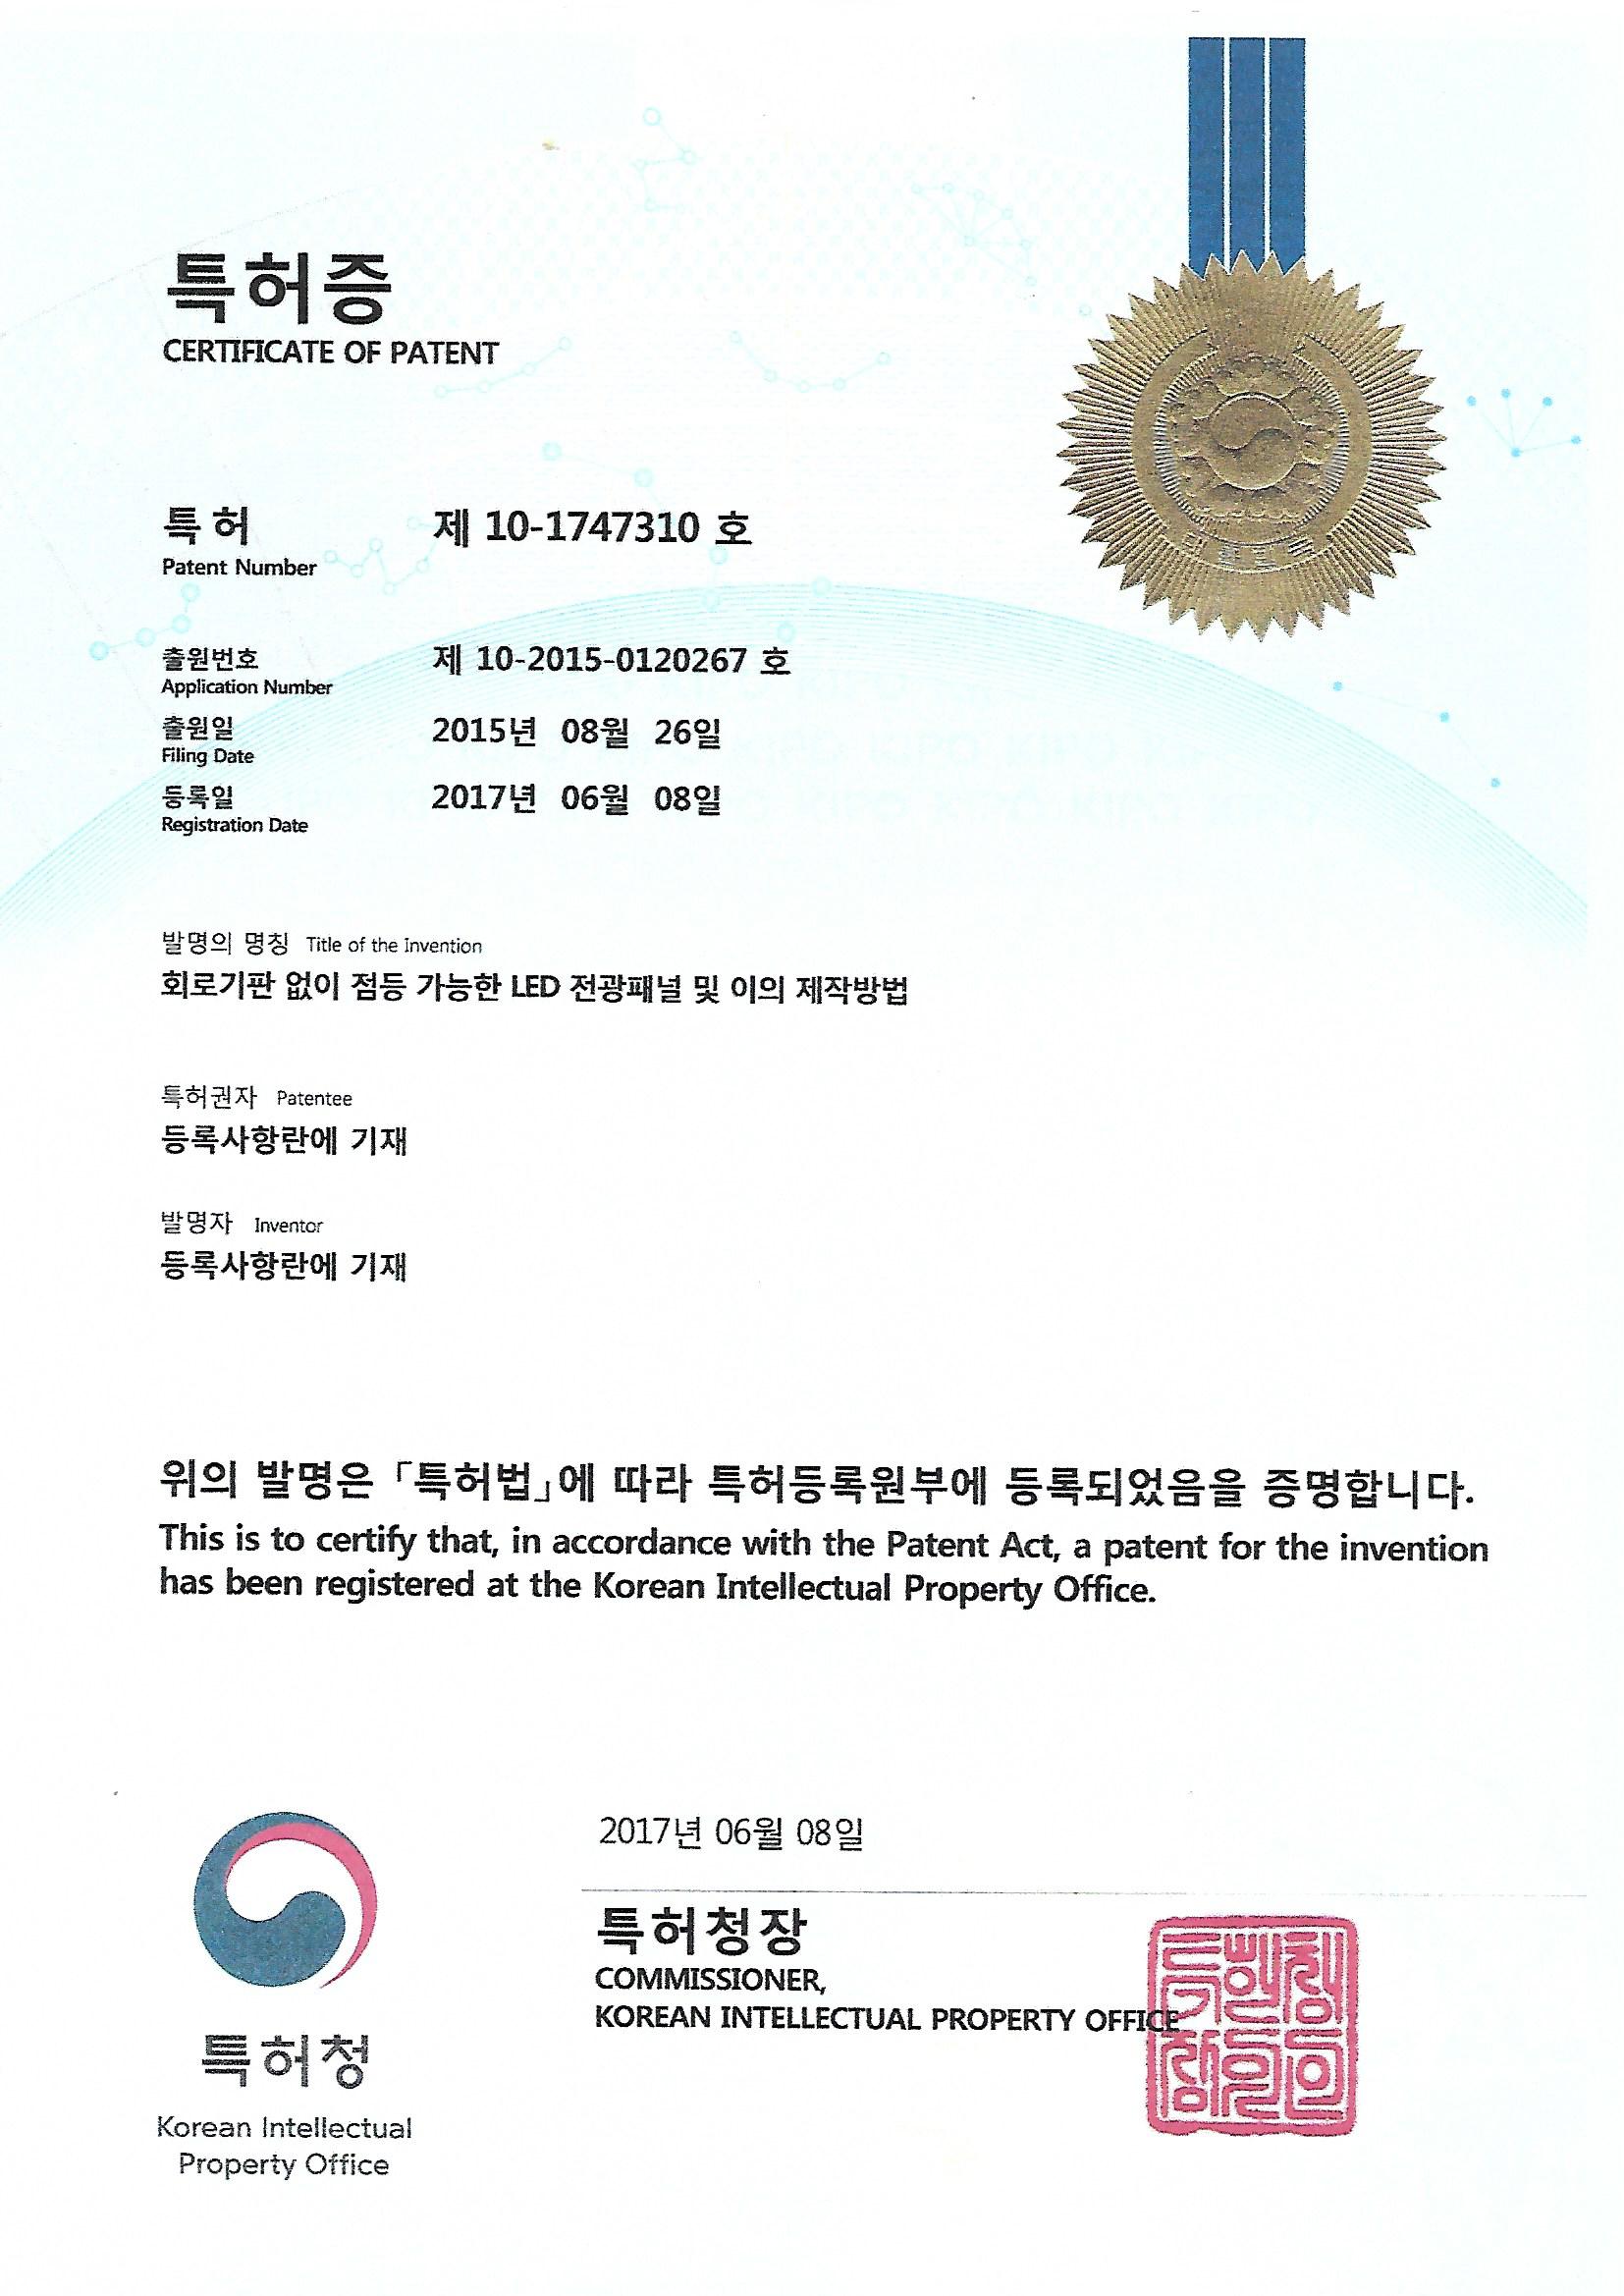 특허증
CERTIFICATE OF PATENT
특허 제 10-1747310 호
Patent Number
출원번호 제 10-2015-0120267 호
Application Number
출원일 2015년 08월 26일
Filing Date
등록일 2017년 06월 08일
Registration Date
발명의 명칭 Title of the Invention
회로기판 없이 점등 가능한 LED 전광패널 및 이의 제작방법
특허권자 Patentee
등록사항란에 기재
발명자 Inventor
등록사항란에 기재
위의 발명은 「특허법」에 따라 특허등록원부에 등록되었음을 증명합니다.
This is to certify that, in accordance with the Patent Act, a patent for the invention
has been registered at the Korean Intellectual Property Office.
2017년 06월 08일
특허청장
COMMISSIONER,
KOREAN INTELLECTUAL PROPERTY OFFICE
특허청
Korean Intellectual
Property Office